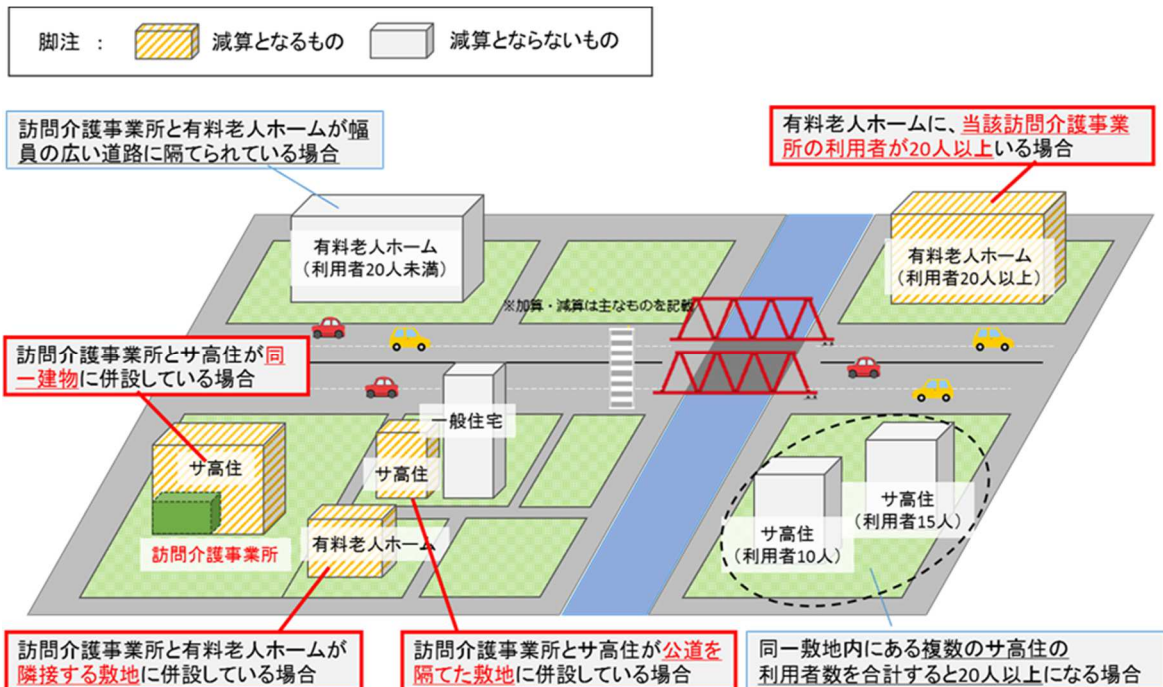 脚注 ： 減算となるもの 減算とならないもの
訪問介護事業所と有料老人ホームが幅
員の広い道路に隔てられている場合
有料老人ホームに、当該訪問介護事業
所の利用者が20人以上いる場合
有料老人ホーム
（利用者20人未満）
有料老人ホーム
（利用者20人以上）
※加算・減算は主なものを記載
訪問介護事業所とサ高住が同
一建物に併設している場合
一般住宅
サ高住
サ高住
訪問介護事業所
有料老人ホーム
サ高住
（利用者15人）
サ高住
（利用者10人）
訪問介護事業所と有料老人ホームが
隣接する敷地に併設している場合
訪問介護事業所とサ高住が公道を
隔てた敷地に併設している場合
同一敷地内にある複数のサ高住の
利用者数を合計すると20人以上になる場合